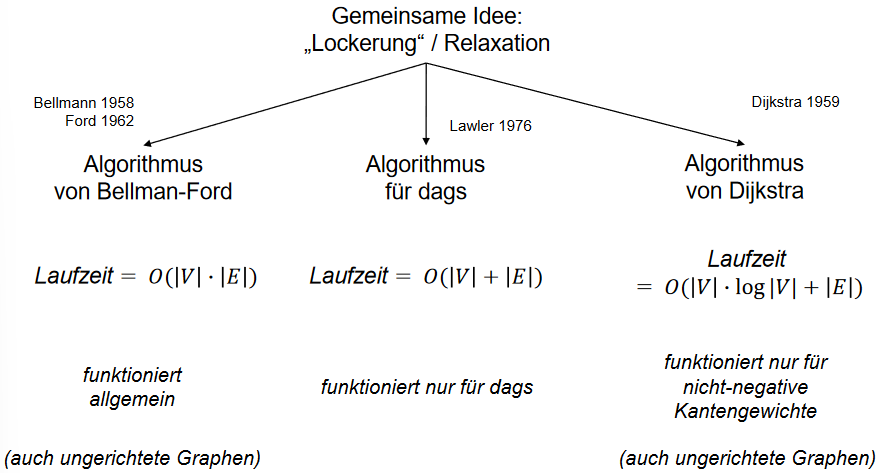 Gemeinsame Idee:
„Lockerung“ / Relaxation
Bellmann 1958
Ford 1962
Lawler 1976
Dijkstra 1959
Algorithmus
von Bellman-Ford
Algorithmus
für dags
Algorithmus
von Dijkstra
Laufzeit = O(|V| · |E|)
Laufzeit = O(|V| + |E|)
Laufzeit
= O(|V| · log |V| + |E|)
funktioniert
allgemein
funktioniert nur für dags
funktioniert nur für
nicht-negative
Kantengewichte
(auch ungerichtete Graphen)
(auch ungerichtete Graphen)